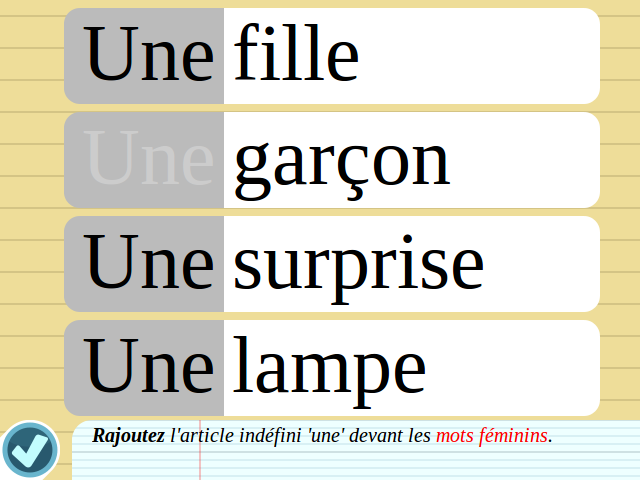 Une fille
Une garçon
Une surprise
Une lampe
Rajoutez l'article indéfini 'une' devant les mots féminins.